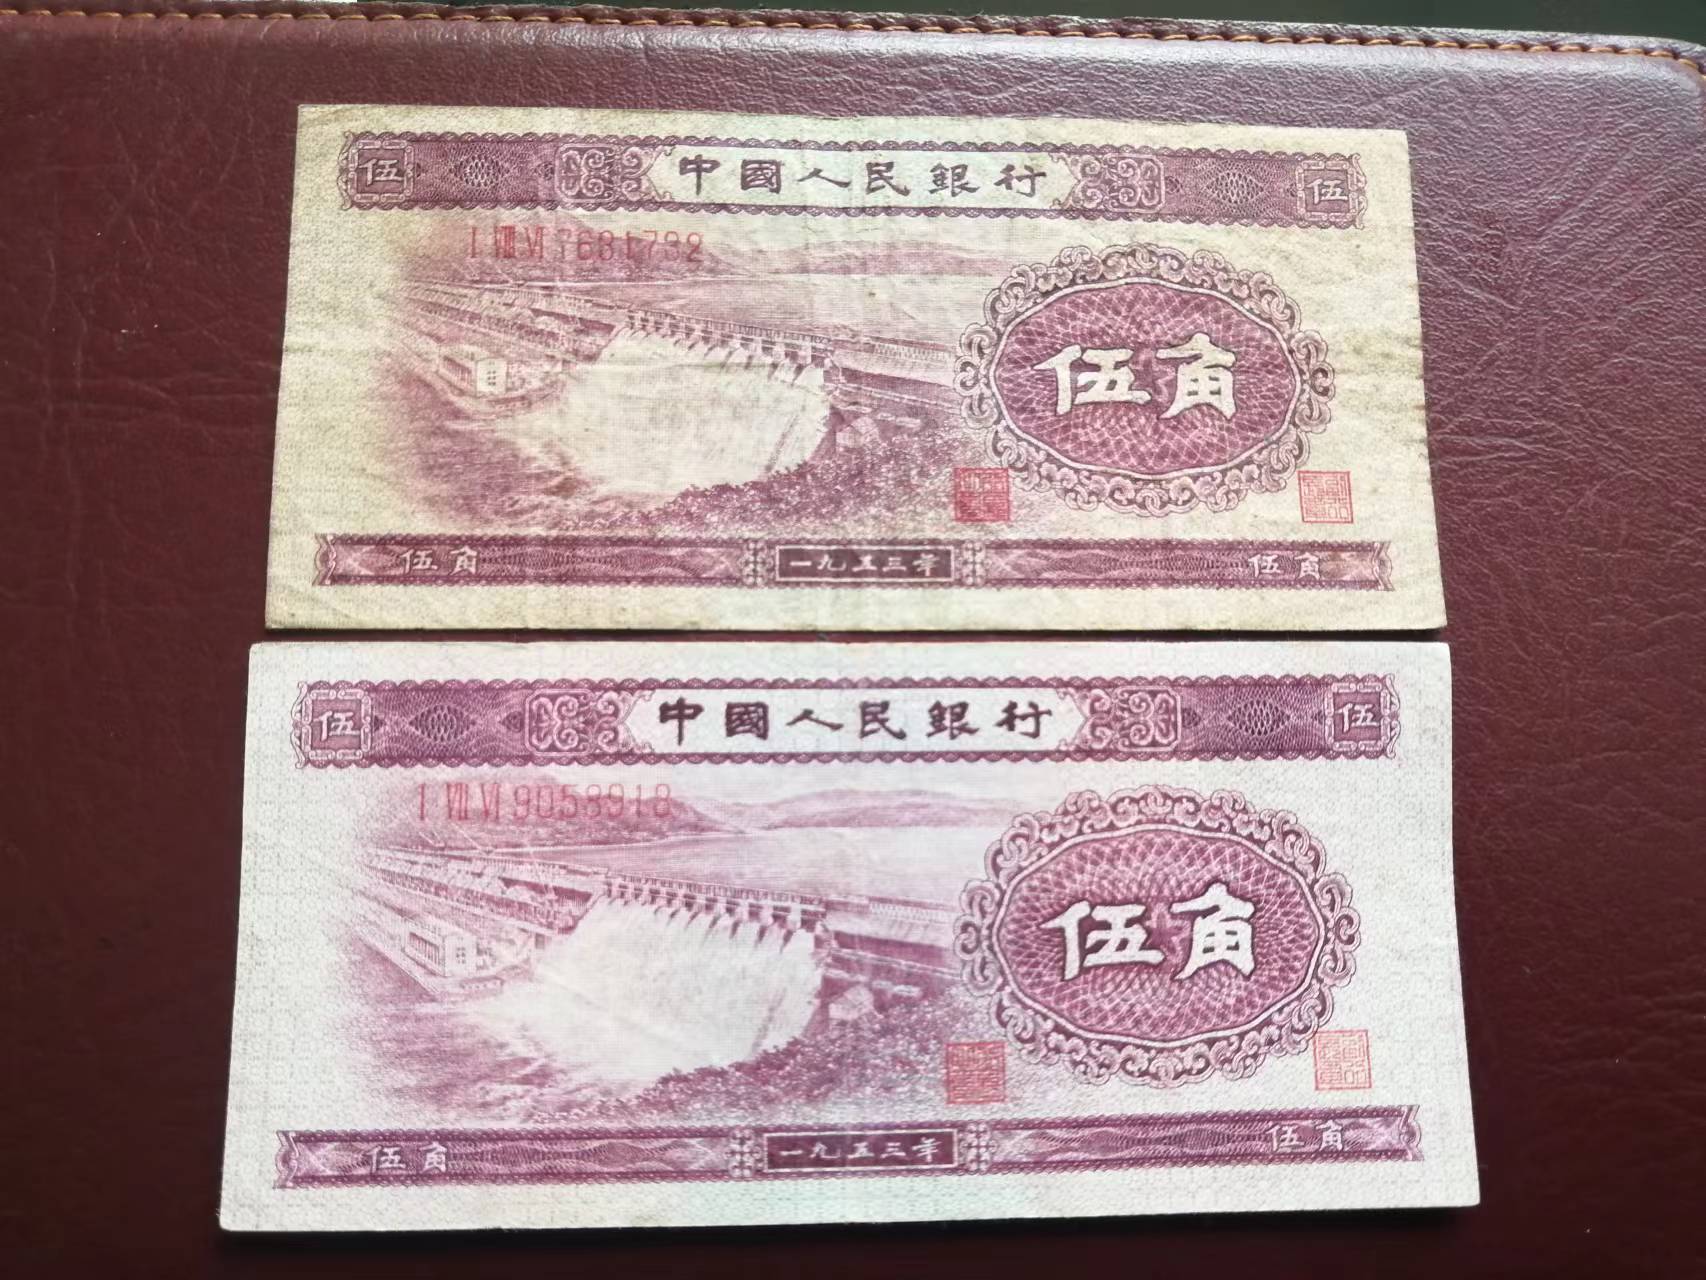 伍 中國人民銀行 伍
I VIII VI 7681732
伍角
伍角 一九五三年 伍角
伍 中國人民銀行 伍
I VII VI 9053918
伍角
伍角 一九五三年 伍角